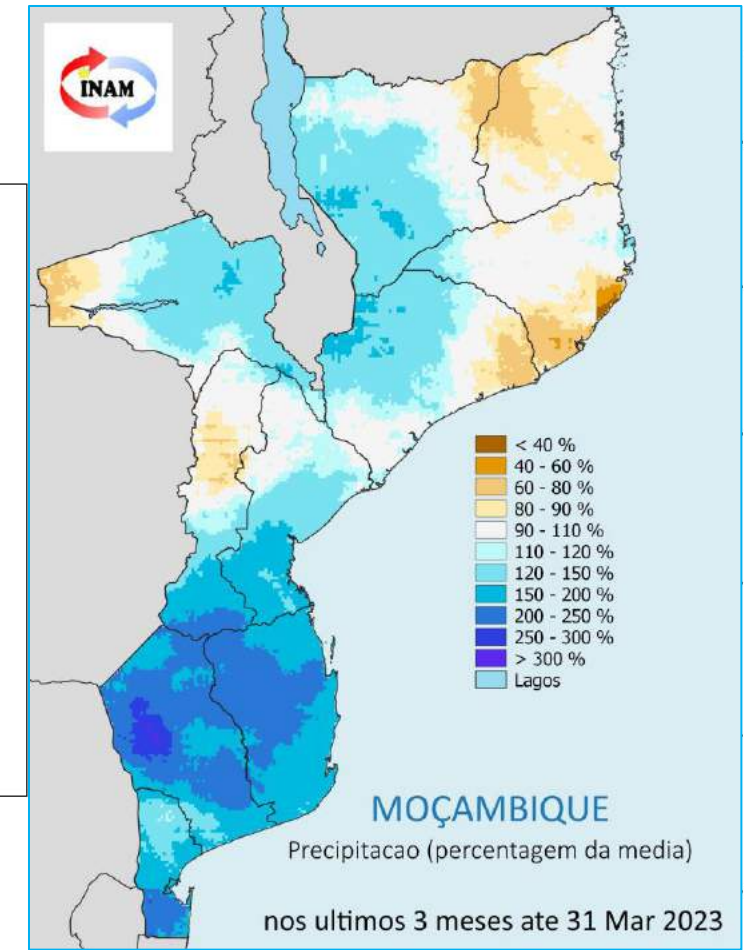 INAM
< 40 %
40 - 60 %
60 - 80 %
80 - 90 %
90 - 110 %
110 - 120 %
120 - 150 %
150 - 200 %
200 - 250 %
250 - 300 %
> 300 %
Lagos
MOÇAMBIQUE
Precipitacao (percentagem da media)
nos ultimos 3 meses ate 31 Mar 2023